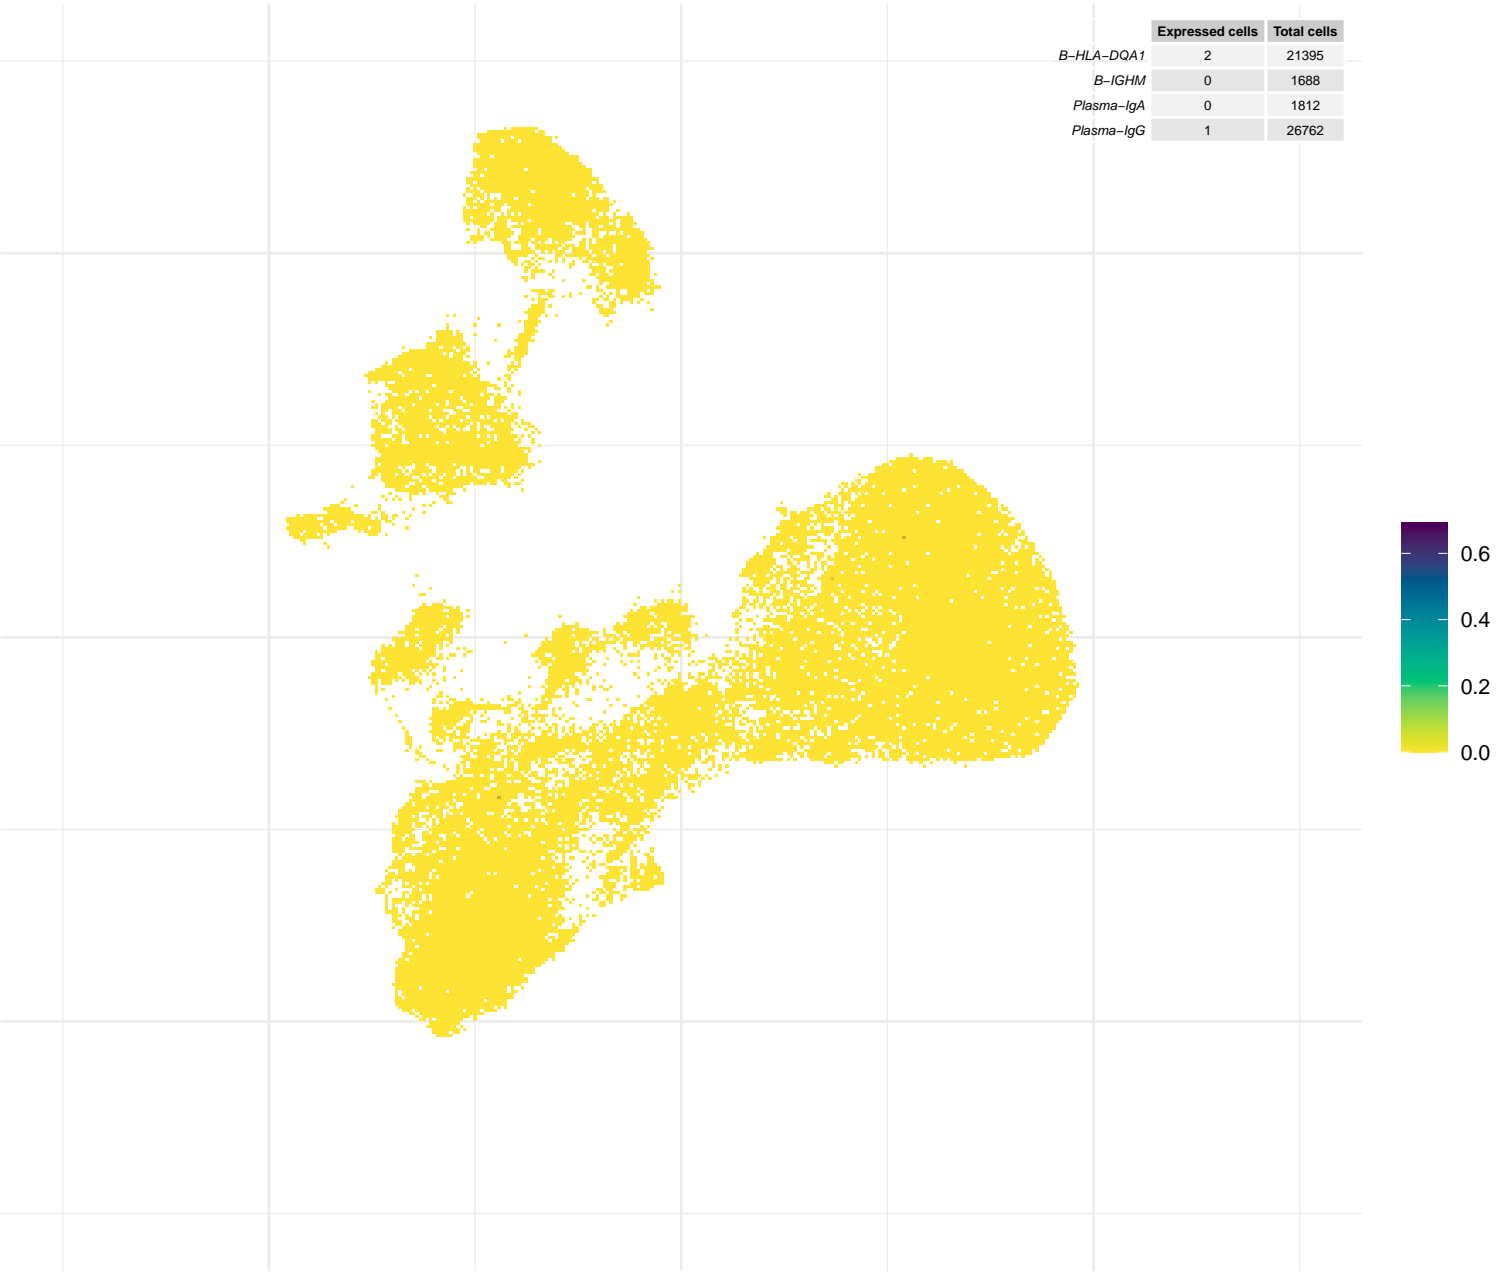 Expressed cells Total cells
B−HLA−DQA1 2 21395
B−IGHM 0 1688
Plasma−IgA 0 1812
Plasma−IgG 1 26762
0.6
0.4
0.2
0.0